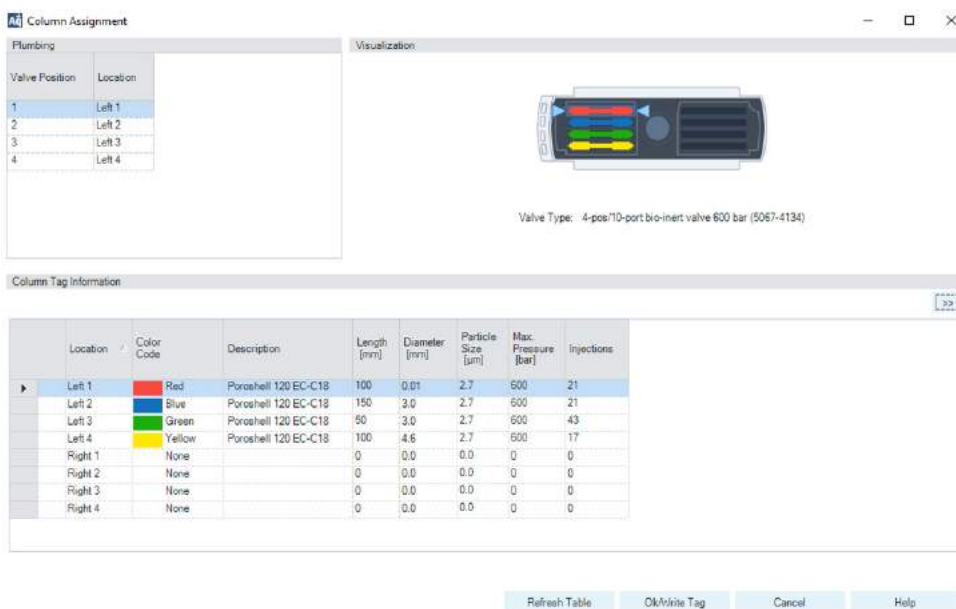 Column Assignment
Plumbing
Valve Position Location
1 Left 1
2 Left 2
3 Left 3
4 Left 4
Visualization
Valve Type: 4-pos/10-port bio-inert valve 600 bar (5067-4134)
Column Tag Information
>>
Location Color Code Description Length [mm] Diameter [mm] Particle Size [µm] Max. Pressure [bar] Injections
Left 1 Red Poroshell 120 EC-C18 100 0.01 2.7 600 21
Left 2 Blue Poroshell 120 EC-C18 150 3.0 2.7 600 21
Left 3 Green Poroshell 120 EC-C18 50 3.0 2.7 600 43
Left 4 Yellow Poroshell 120 EC-C18 100 4.6 2.7 600 17
Right 1 None 0 0.0 0.0 0 0
Right 2 None 0 0.0 0.0 0 0
Right 3 None 0 0.0 0.0 0 0
Right 4 None 0 0.0 0.0 0 0
Refresh Table Ok/Write Tag Cancel Help